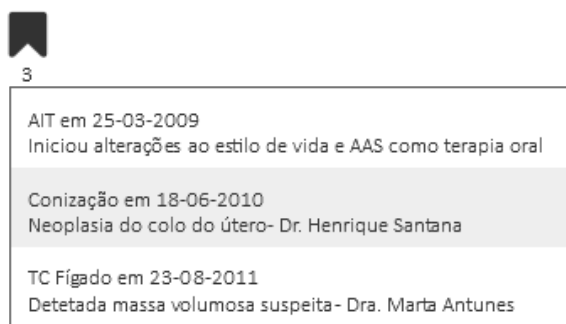 3
AIT em 25-03-2009
Iniciou alterações ao estilo de vida e AAS como terapia oral
Conização em 18-06-2010
Neoplasia do colo do útero- Dr. Henrique Santana
TC Fígado em 23-08-2011
Detetada massa volumosa suspeita- Dra. Marta Antunes